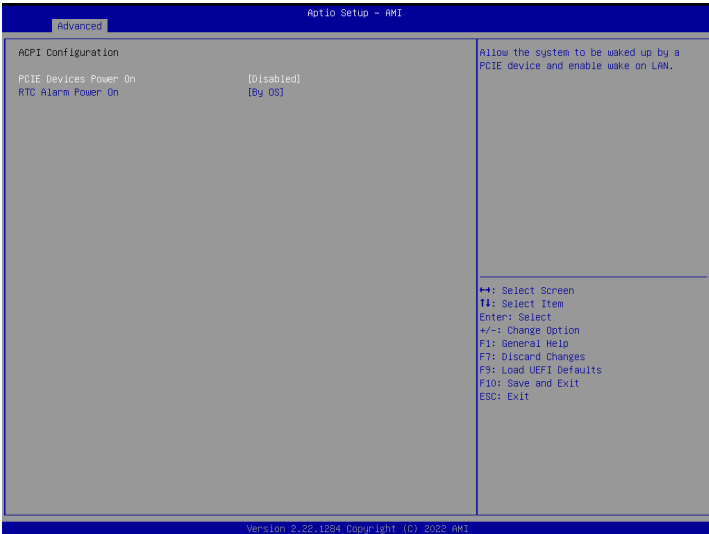 Aptio Setup – AMI
Advanced
ACPI Configuration
PCIE Devices Power On [Disabled]
RTC Alarm Power On [By OS]
Allow the system to be waked up by a
PCIE device and enable wake on LAN.
↔: Select Screen
↑↓: Select Item
Enter: Select
+/-: Change Option
F1: General Help
F7: Discard Changes
F9: Load UEFI Defaults
F10: Save and Exit
ESC: Exit
Version 2.22.1284 Copyright (C) 2022 AMI